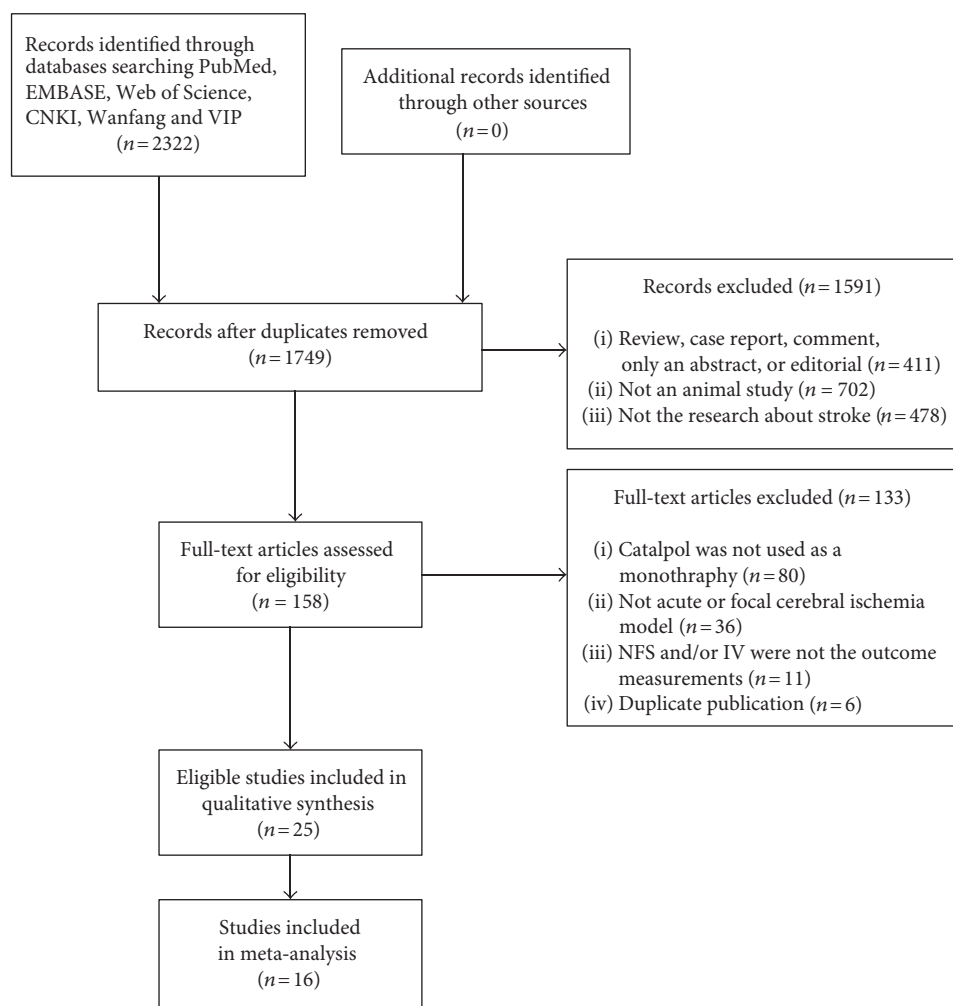 Records identified through
databases searching PubMed,
EMBASE, Web of Science,
CNKI, Wanfang and VIP
(n = 2322)
Additional records identified
through other sources
(n = 0)
Records after duplicates removed
(n = 1749)
Records excluded (n = 1591)
(i) Review, case report, comment,
only an abstract, or editorial (n = 411)
(ii) Not an animal study (n = 702)
(iii) Not the research about stroke (n = 478)
Full-text articles assessed
for eligibility
(n = 158)
Full-text articles excluded (n = 133)
(i) Catalpol was not used as a
monothraphy (n = 80)
(ii) Not acute or focal cerebral ischemia
model (n = 36)
(iii) NFS and/or IV were not the outcome
measurements (n = 11)
(iv) Duplicate publication (n = 6)
Eligible studies included in
qualitative synthesis
(n = 25)
Studies included
in meta-analysis
(n = 16)